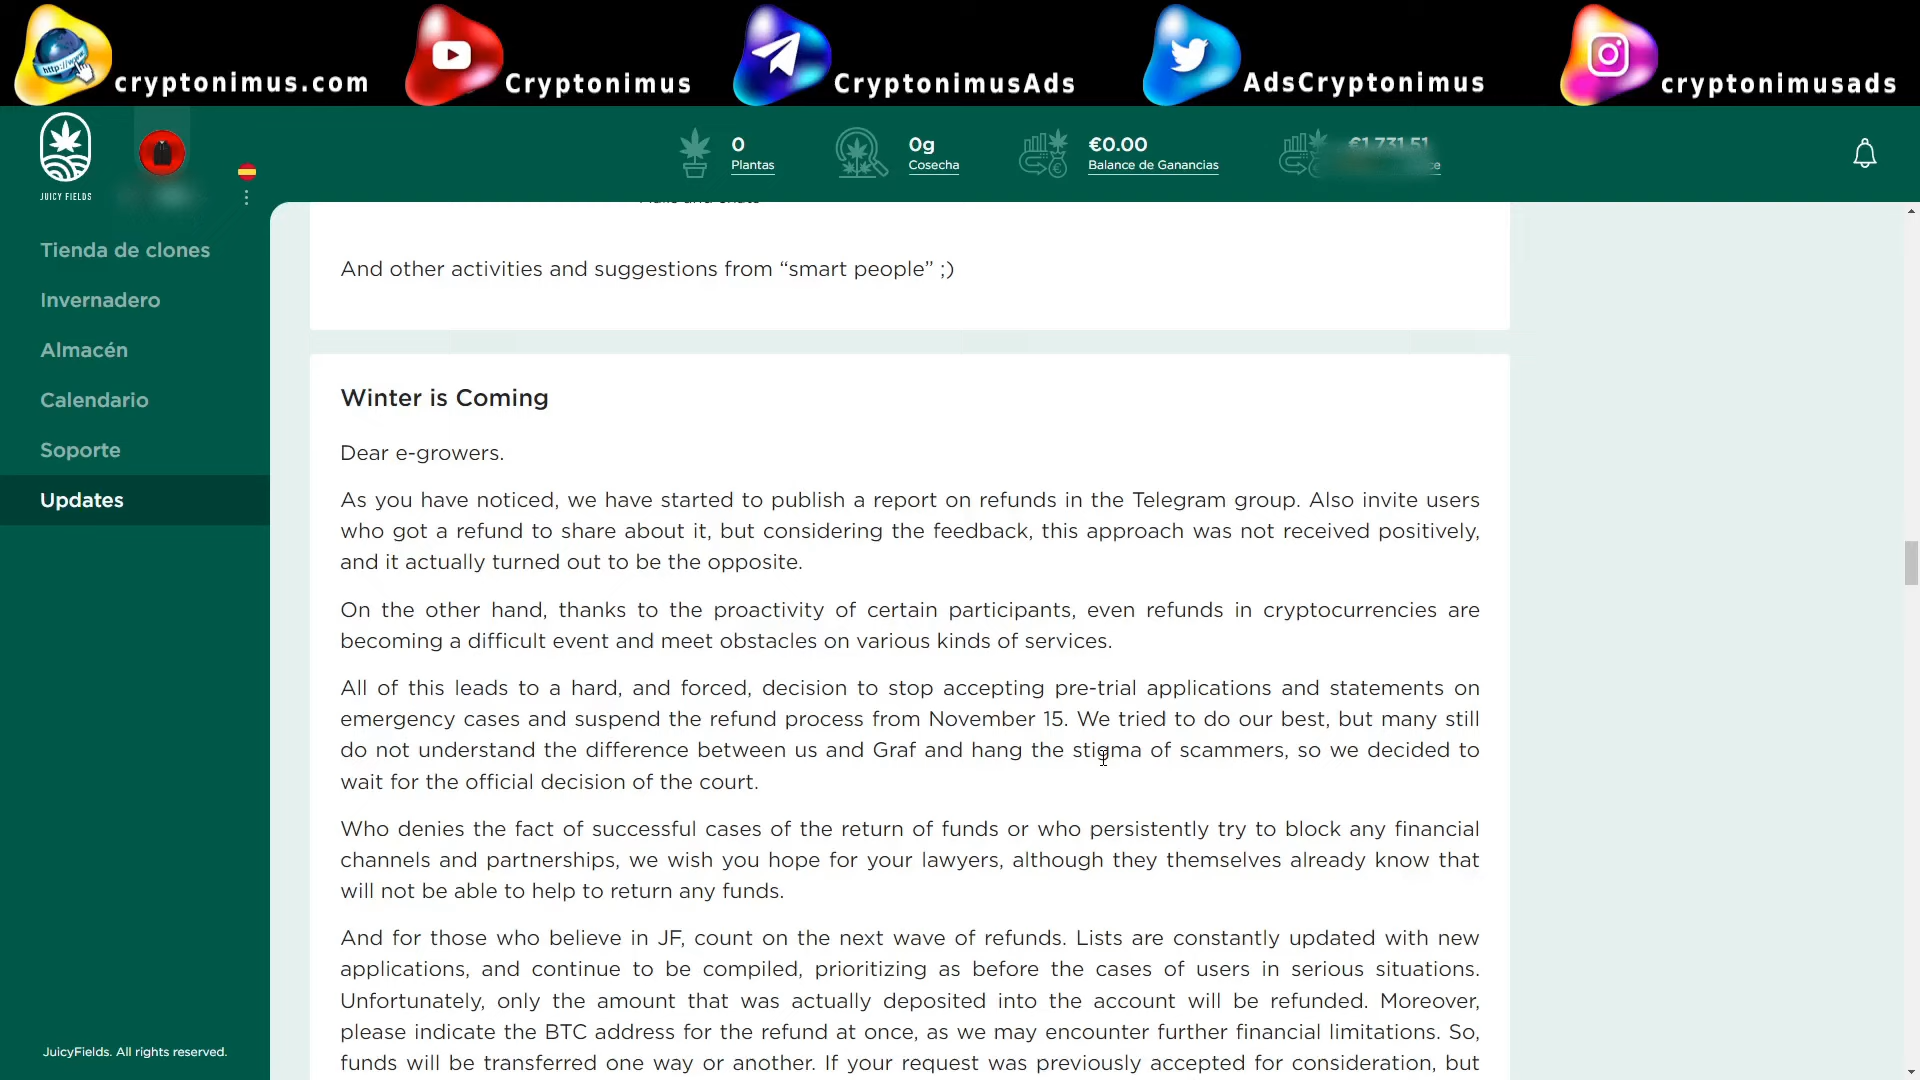 cryptonimus.com
Cryptonimus
CryptonimusAds
AdsCryptonimus
cryptonimusads
http://www
JUICY FIELDS
0
Plantas
0g
Cosecha
€0.00
Balance de Ganancias
€1,731.51
Tienda de clones
Invernadero
Almacén
Calendario
Soporte
Updates
JuicyFields. All rights reserved.
And other activities and suggestions from “smart people” ;)
Winter is Coming
Dear e-growers.
As you have noticed, we have started to publish a report on refunds in the Telegram group. Also invite users
who got a refund to share about it, but considering the feedback, this approach was not received positively,
and it actually turned out to be the opposite.
On the other hand, thanks to the proactivity of certain participants, even refunds in cryptocurrencies are
becoming a difficult event and meet obstacles on various kinds of services.
All of this leads to a hard, and forced, decision to stop accepting pre-trial applications and statements on
emergency cases and suspend the refund process from November 15. We tried to do our best, but many still
do not understand the difference between us and Graf and hang the stigma of scammers, so we decided to
wait for the official decision of the court.
Who denies the fact of successful cases of the return of funds or who persistently try to block any financial
channels and partnerships, we wish you hope for your lawyers, although they themselves already know that
will not be able to help to return any funds.
And for those who believe in JF, count on the next wave of refunds. Lists are constantly updated with new
applications, and continue to be compiled, prioritizing as before the cases of users in serious situations.
Unfortunately, only the amount that was actually deposited into the account will be refunded. Moreover,
please indicate the BTC address for the refund at once, as we may encounter further financial limitations. So,
funds will be transferred one way or another. If your request was previously accepted for consideration, but